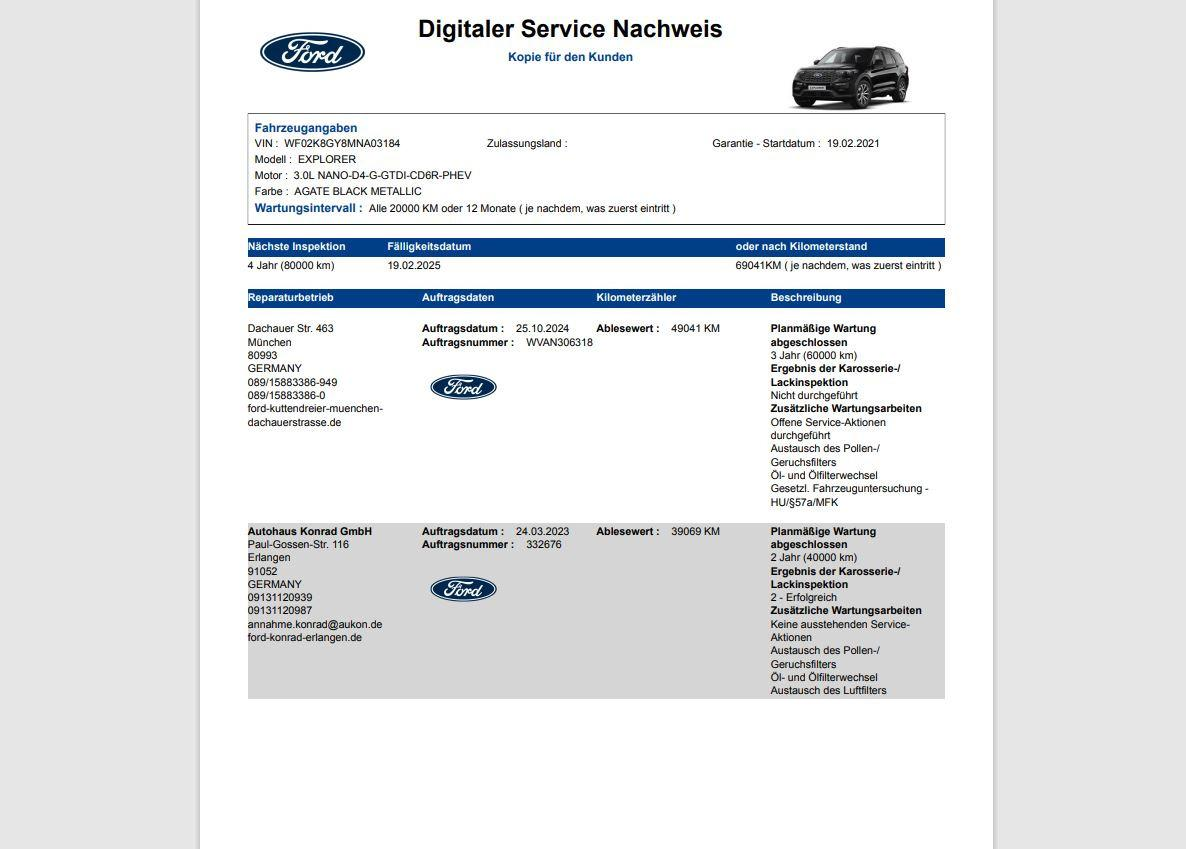 Digitaler Service Nachweis
Ford
Kopie für den Kunden
Fahrzeugangaben
VIN : WF02K8GY8MNA03184 Zulassungsland : Garantie - Startdatum : 19.02.2021
Modell : EXPLORER
Motor : 3.0L NANO-D4-G-GTDI-CD6R-PHEV
Farbe : AGATE BLACK METALLIC
Wartungsintervall : Alle 20000 KM oder 12 Monate ( je nachdem, was zuerst eintritt )
Nächste Inspektion Fälligkeitsdatum oder nach Kilometerstand
4 Jahr (80000 km) 19.02.2025 69041KM ( je nachdem, was zuerst eintritt )
Reparaturbetrieb Auftragsdaten Kilometerzähler Beschreibung
Dachauer Str. 463
München
80993
GERMANY
089/15883386-949
089/15883386-0
ford-kuttendreier-muenchen-
dachauerstrasse.de
Auftragsdatum : 25.10.2024
Auftragsnummer : WVAN306318
Ford
Ablesewert : 49041 KM
Planmäßige Wartung
abgeschlossen
3 Jahr (60000 km)
Ergebnis der Karosserie-/
Lackinspektion
Nicht durchgeführt
Zusätzliche Wartungsarbeiten
Offene Service-Aktionen
durchgeführt
Austausch des Pollen-/
Geruchsfilters
Öl- und Ölfilterwechsel
Gesetzl. Fahrzeuguntersuchung -
HU/§57a/MFK
Autohaus Konrad GmbH
Paul-Gossen-Str. 116
Erlangen
91052
GERMANY
09131120939
09131120987
annahme.konrad@aukon.de
ford-konrad-erlangen.de
Auftragsdatum : 24.03.2023
Auftragsnummer : 332676
Ford
Ablesewert : 39069 KM
Planmäßige Wartung
abgeschlossen
2 Jahr (40000 km)
Ergebnis der Karosserie-/
Lackinspektion
2 - Erfolgreich
Zusätzliche Wartungsarbeiten
Keine ausstehenden Service-
Aktionen
Austausch des Pollen-/
Geruchsfilters
Öl- und Ölfilterwechsel
Austausch des Luftfilters